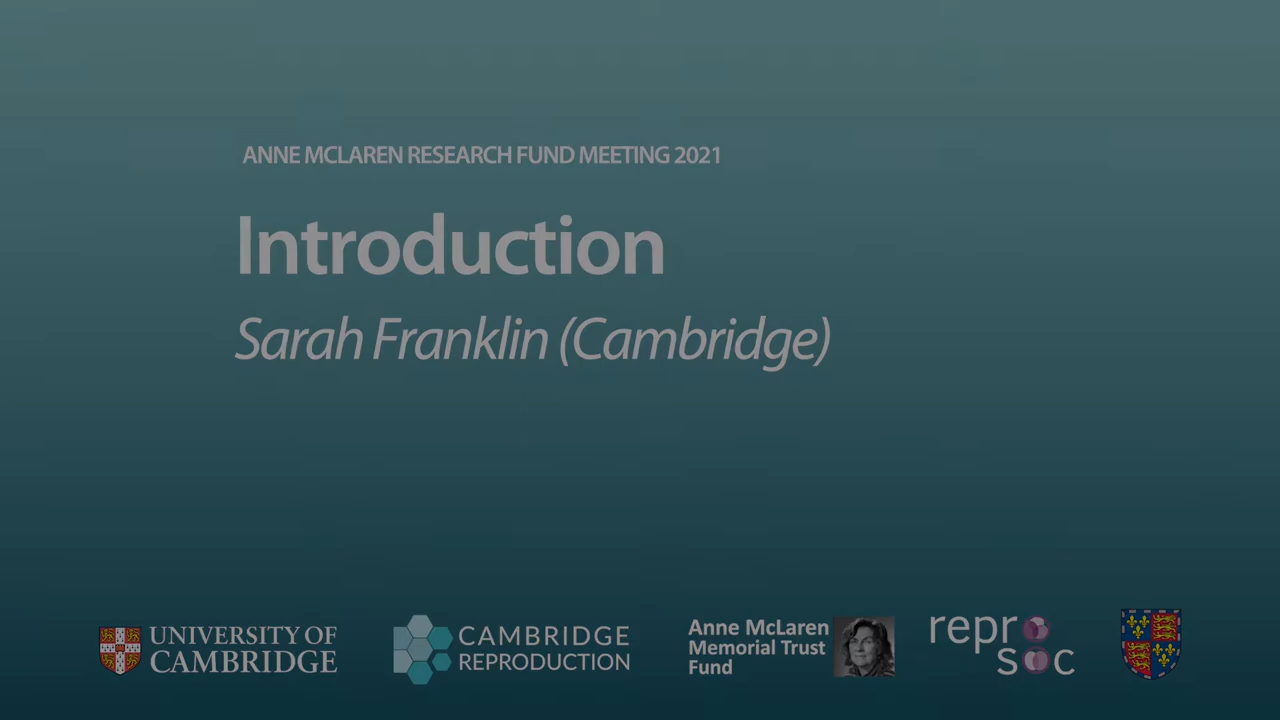 ANNE MCLAREN RESEARCH FUND MEETING 2021
Introduction
Sarah Franklin (Cambridge)
UNIVERSITY OF
CAMBRIDGE
CAMBRIDGE
REPRODUCTION
Anne McLaren
Memorial Trust
Fund
repr
soc